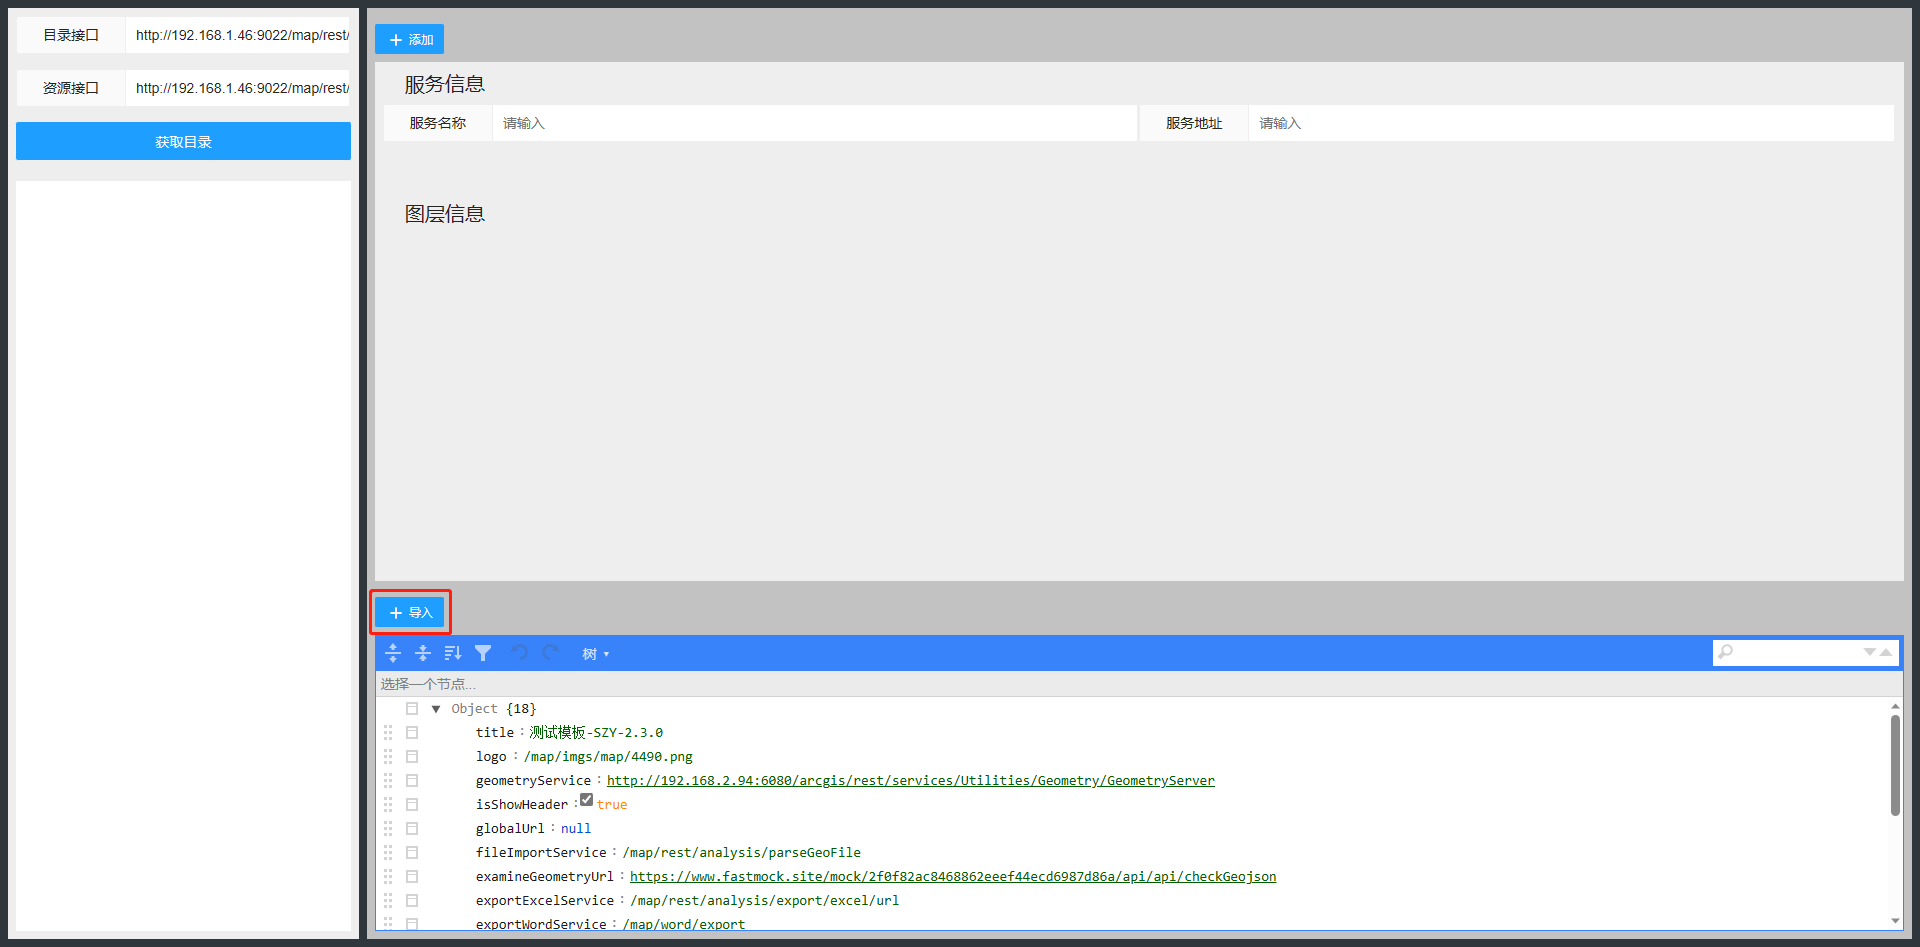 目录接口 http://192.168.1.46:9022/map/rest/
资源接口 http://192.168.1.46:9022/map/rest/
获取目录
添加
服务信息
服务名称 请输入 服务地址 请输入
图层信息
导入
树
选择一个节点...
Object {18}
title : 测试模板-SZY-2.3.0
logo : /map/imgs/map/4490.png
geometryService : http://192.168.2.94:6080/arcgis/rest/services/Utilities/Geometry/GeometryServer
isShowHeader : true
globalUrl : null
fileImportService : /map/rest/analysis/parseGeoFile
examineGeometryUrl : https://www.fastmock.site/mock/2f0f82ac8468862eeef44ecd6987d86a/api/api/checkGeojson
exportExcelService : /map/rest/analysis/export/excel/url
exportWordService : /map/word/export